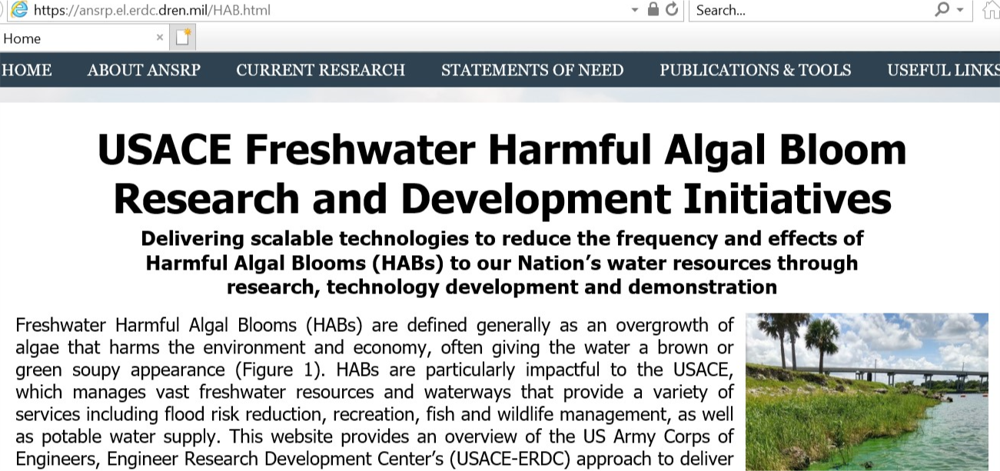 https://ansrp.el.erdc.dren.mil/HAB.html
Search...
Home
HOME ABOUT ANSRP CURRENT RESEARCH STATEMENTS OF NEED PUBLICATIONS & TOOLS USEFUL LINKS
USACE Freshwater Harmful Algal Bloom
Research and Development Initiatives
Delivering scalable technologies to reduce the frequency and effects of
Harmful Algal Blooms (HABs) to our Nation’s water resources through
research, technology development and demonstration
Freshwater Harmful Algal Blooms (HABs) are defined generally as an overgrowth of
algae that harms the environment and economy, often giving the water a brown or
green soupy appearance (Figure 1). HABs are particularly impactful to the USACE,
which manages vast freshwater resources and waterways that provide a variety of
services including flood risk reduction, recreation, fish and wildlife management, as well
as potable water supply. This website provides an overview of the US Army Corps of
Engineers, Engineer Research Development Center’s (USACE-ERDC) approach to deliver